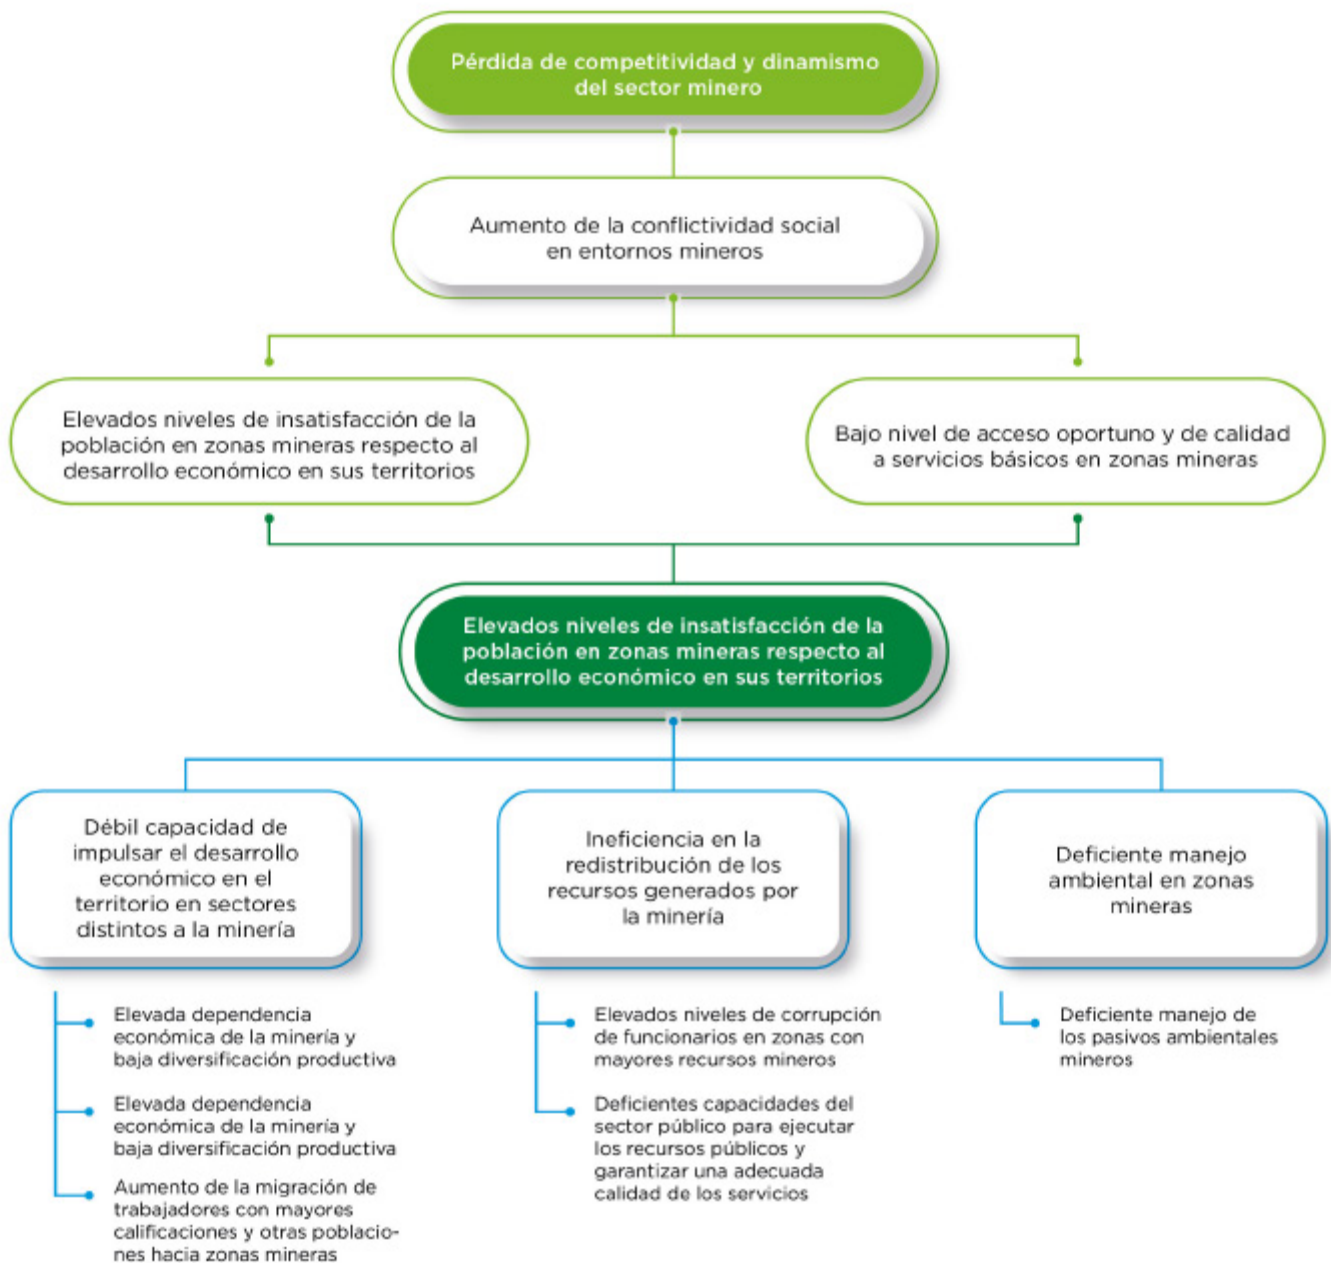 Pérdida de competitividad y dinamismo
del sector minero
Aumento de la conflictividad social
en entornos mineros
Elevados niveles de insatisfacción de la
población en zonas mineras respecto al
desarrollo económico en sus territorios
Bajo nivel de acceso oportuno y de calidad
a servicios básicos en zonas mineras
Elevados niveles de insatisfacción de la
población en zonas mineras respecto al
desarrollo económico en sus territorios
Débil capacidad de
impulsar el desarrollo
económico en el
territorio en sectores
distintos a la minería
Elevada dependencia
económica de la minería y
baja diversificación productiva
Elevada dependencia
económica de la minería y
baja diversificación productiva
Aumento de la migración de
trabajadores con mayores
calificaciones y otras poblacio-
nes hacia zonas mineras
Ineficiencia en la
redistribución de los
recursos generados por
la minería
Elevados niveles de corrupción
de funcionarios en zonas con
mayores recursos mineros
Deficientes capacidades del
sector público para ejecutar
los recursos públicos y
garantizar una adecuada
calidad de los servicios
Deficiente manejo
ambiental en zonas
mineras
Deficiente manejo de
los pasivos ambientales
mineros